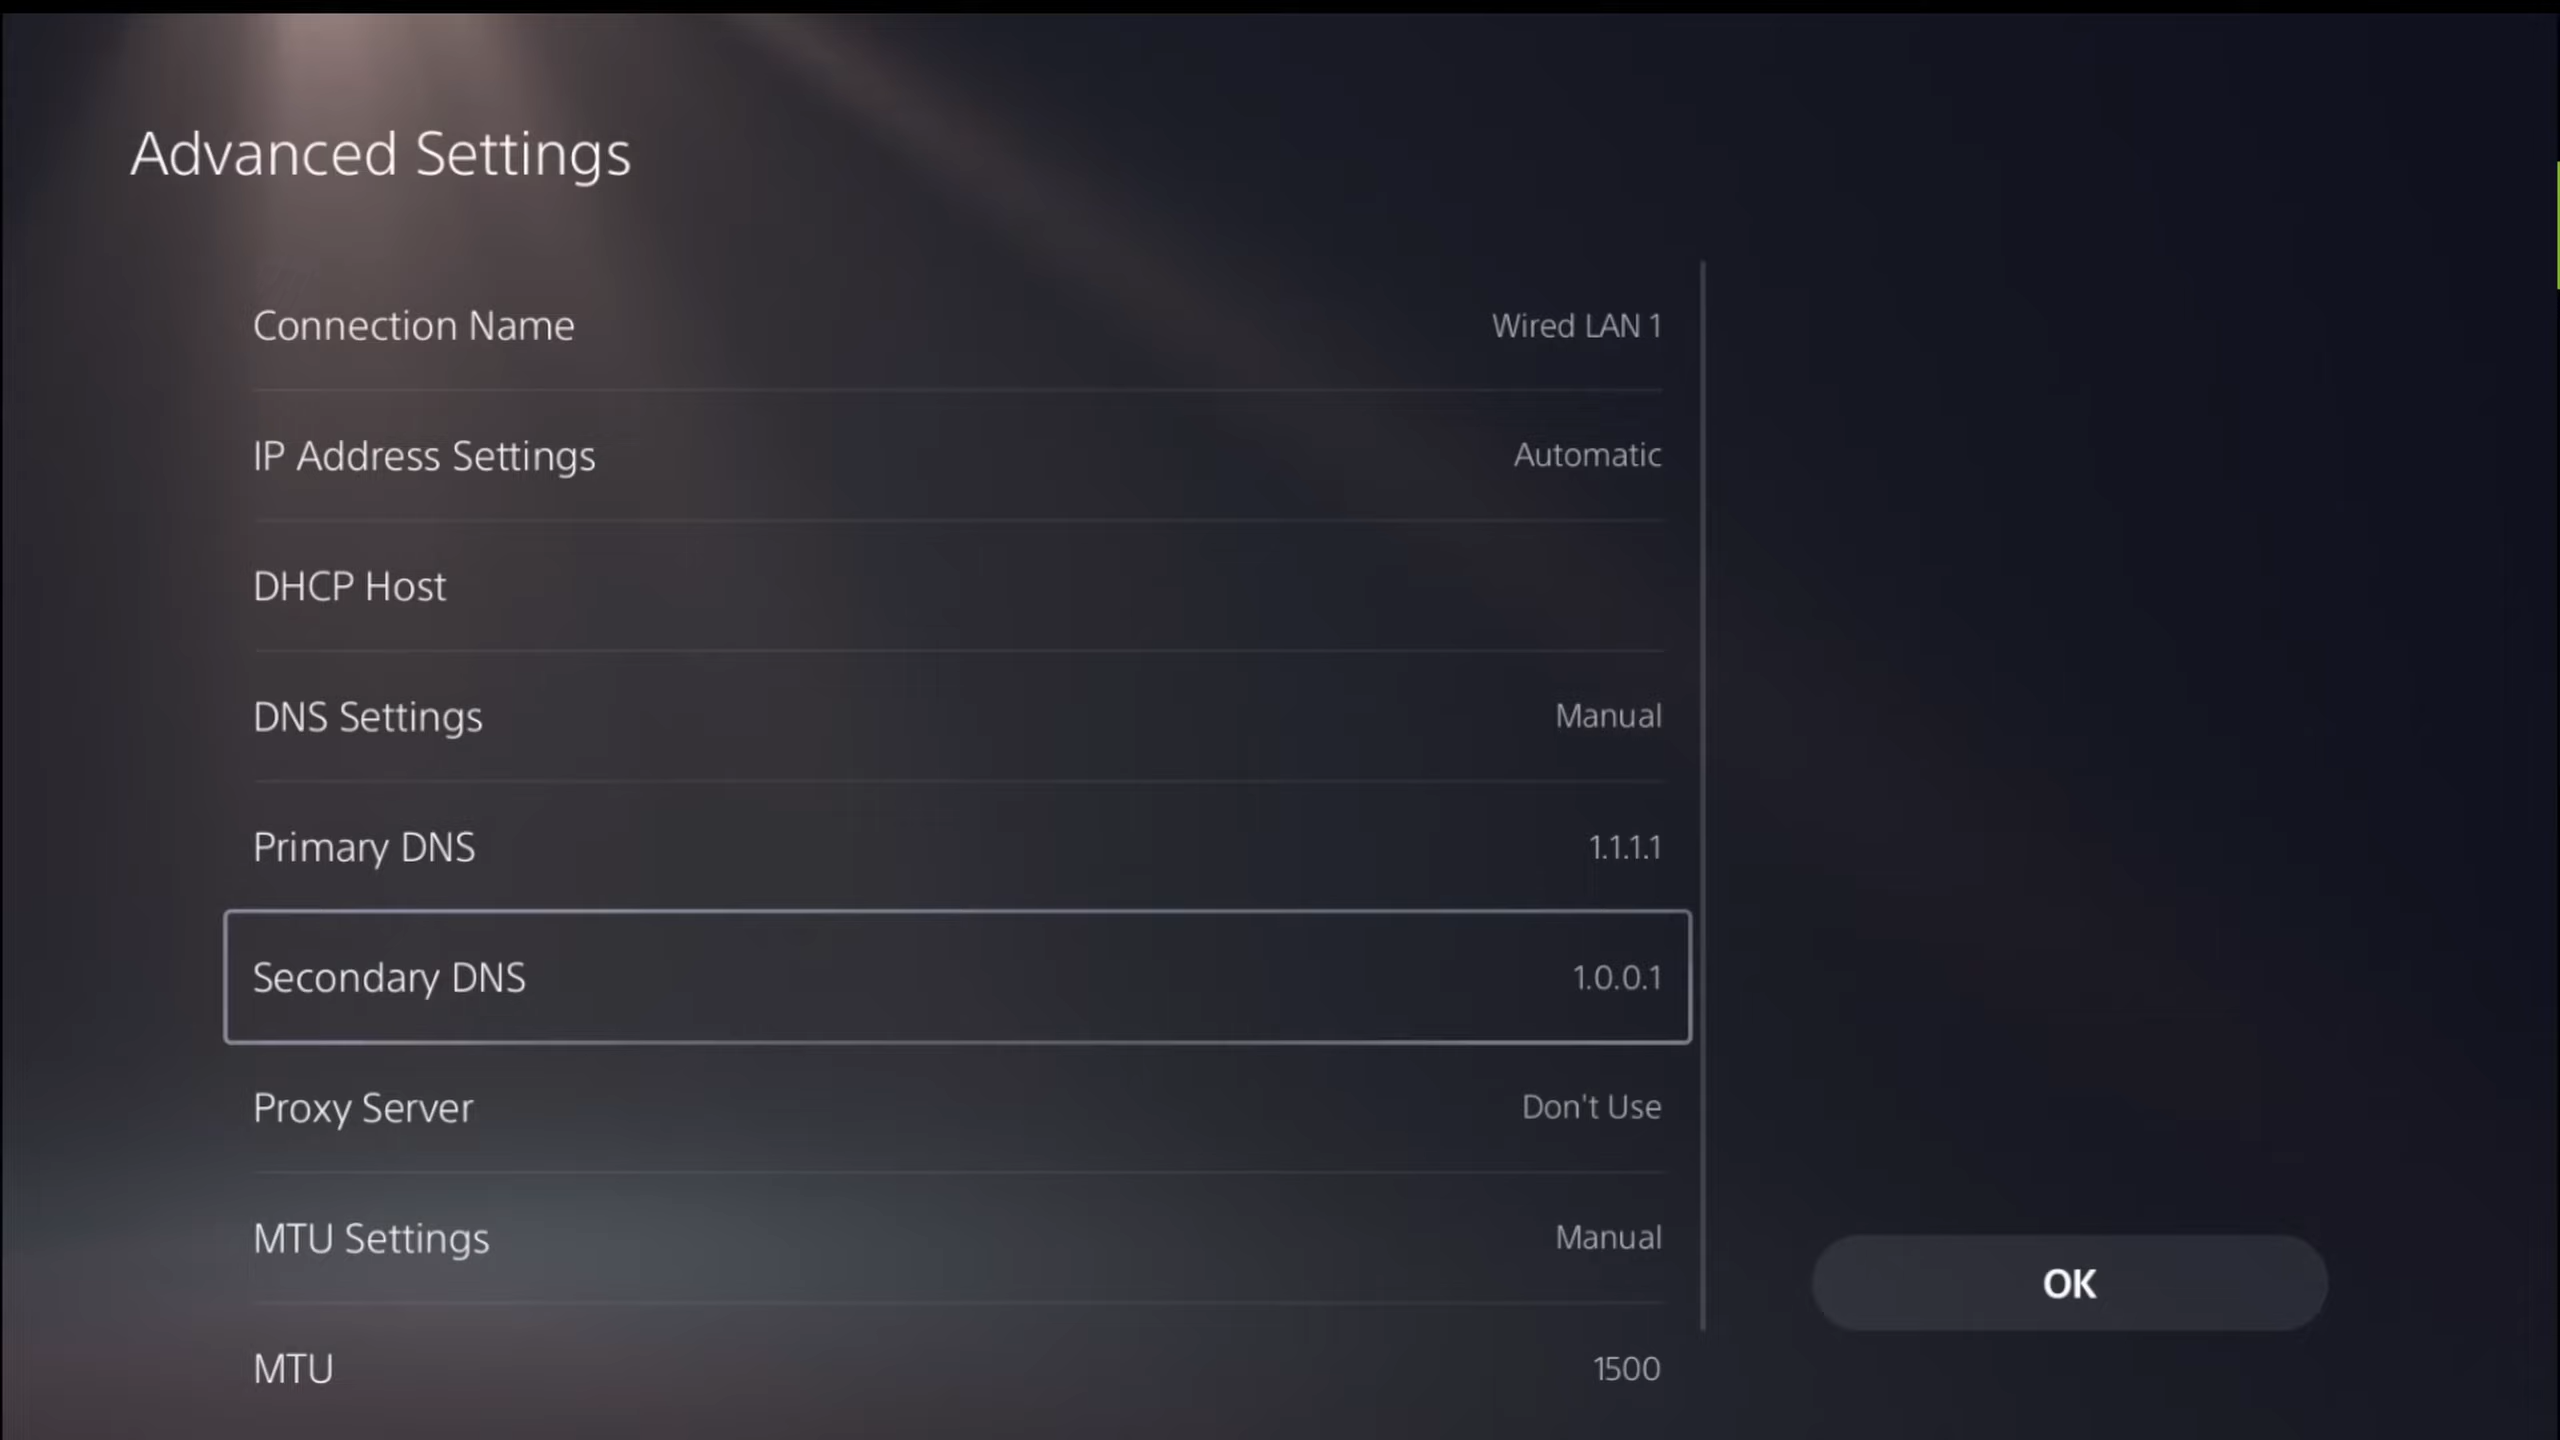 Advanced Settings
Connection Name Wired LAN 1
IP Address Settings Automatic
DHCP Host
DNS Settings Manual
Primary DNS 1.1.1.1
Secondary DNS 1.0.0.1
Proxy Server Don't Use
MTU Settings Manual
OK
MTU 1500